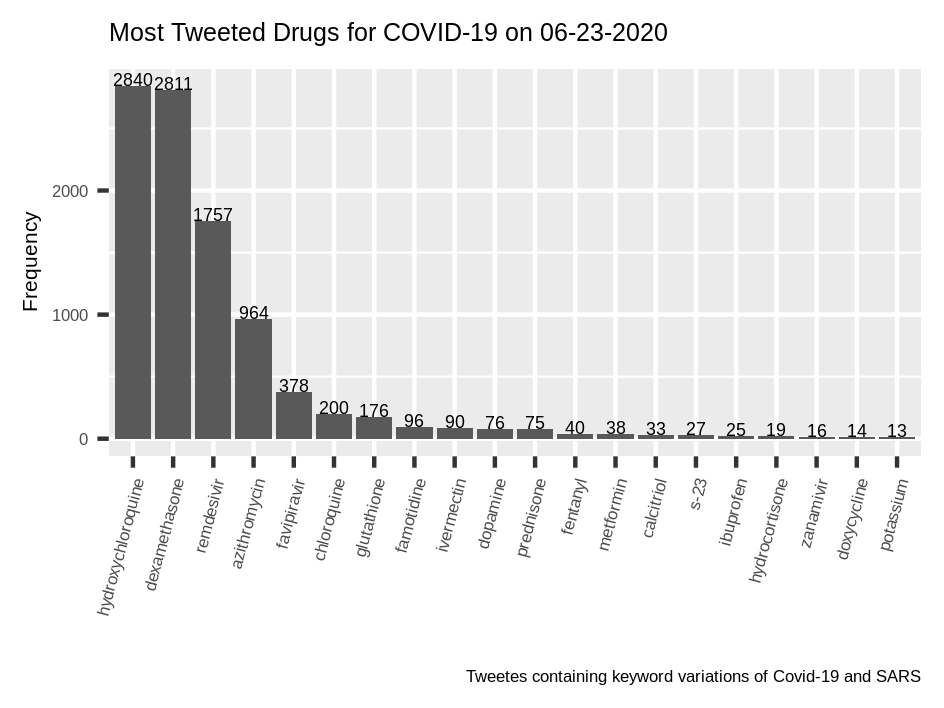 Most Tweeted Drugs for COVID-19 on 06-23-2020
2840 2811
1757
964
378
200 176
96 90 76 75 40 38 33 27 25 19 16 14 13
Frequency
2000
1000
0
hydroxychloroquine
dexamethasone
remdesivir
azithromycin
favipiravir
chloroquine
glutathione
famotidine
ivermectin
dopamine
prednisone
fentanyl
metformin
calcitriol
s-23
ibuprofen
hydrocortisone
zanamivir
doxycycline
potassium
Tweetes containing keyword variations of Covid-19 and SARS